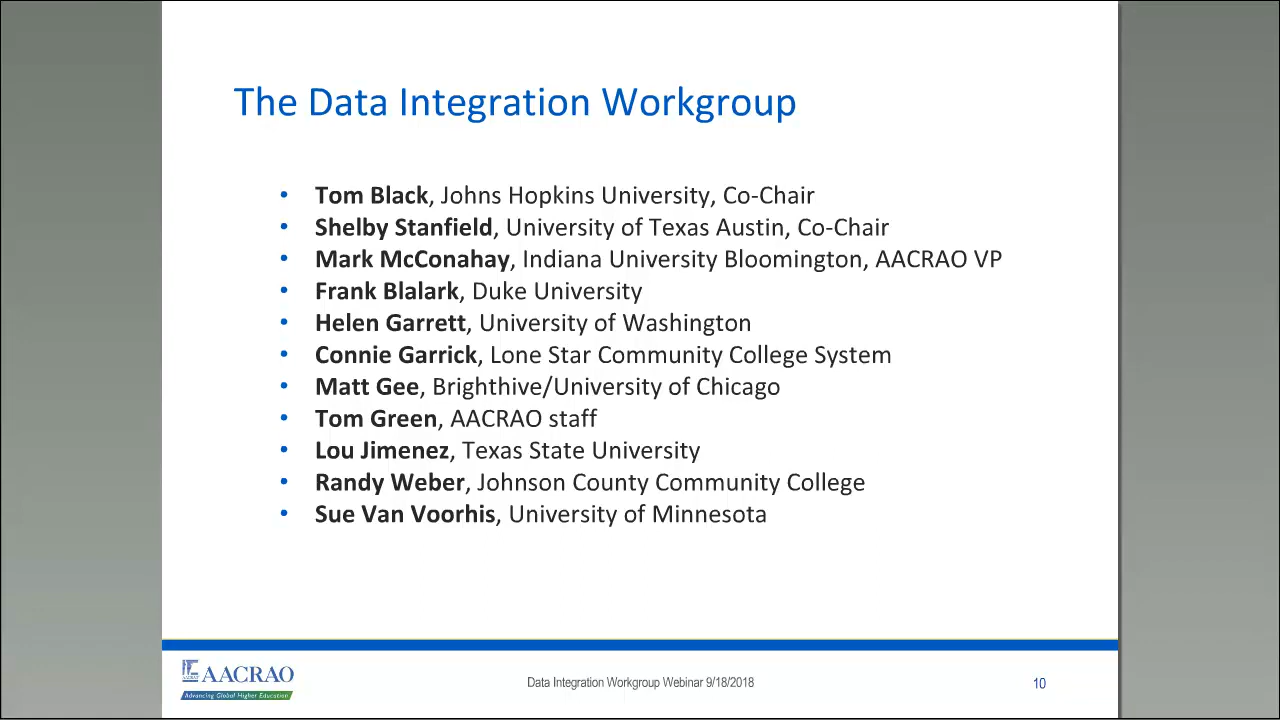 The Data Integration Workgroup
• Tom Black, Johns Hopkins University, Co-Chair
• Shelby Stanfield, University of Texas Austin, Co-Chair
• Mark McConahay, Indiana University Bloomington, AACRAO VP
• Frank Blalark, Duke University
• Helen Garrett, University of Washington
• Connie Garrick, Lone Star Community College System
• Matt Gee, Brighthive/University of Chicago
• Tom Green, AACRAO staff
• Lou Jimenez, Texas State University
• Randy Weber, Johnson County Community College
• Sue Van Voorhis, University of Minnesota
AACRAO
Advancing Global Higher Education
Data Integration Workgroup Webinar 9/18/2018
10